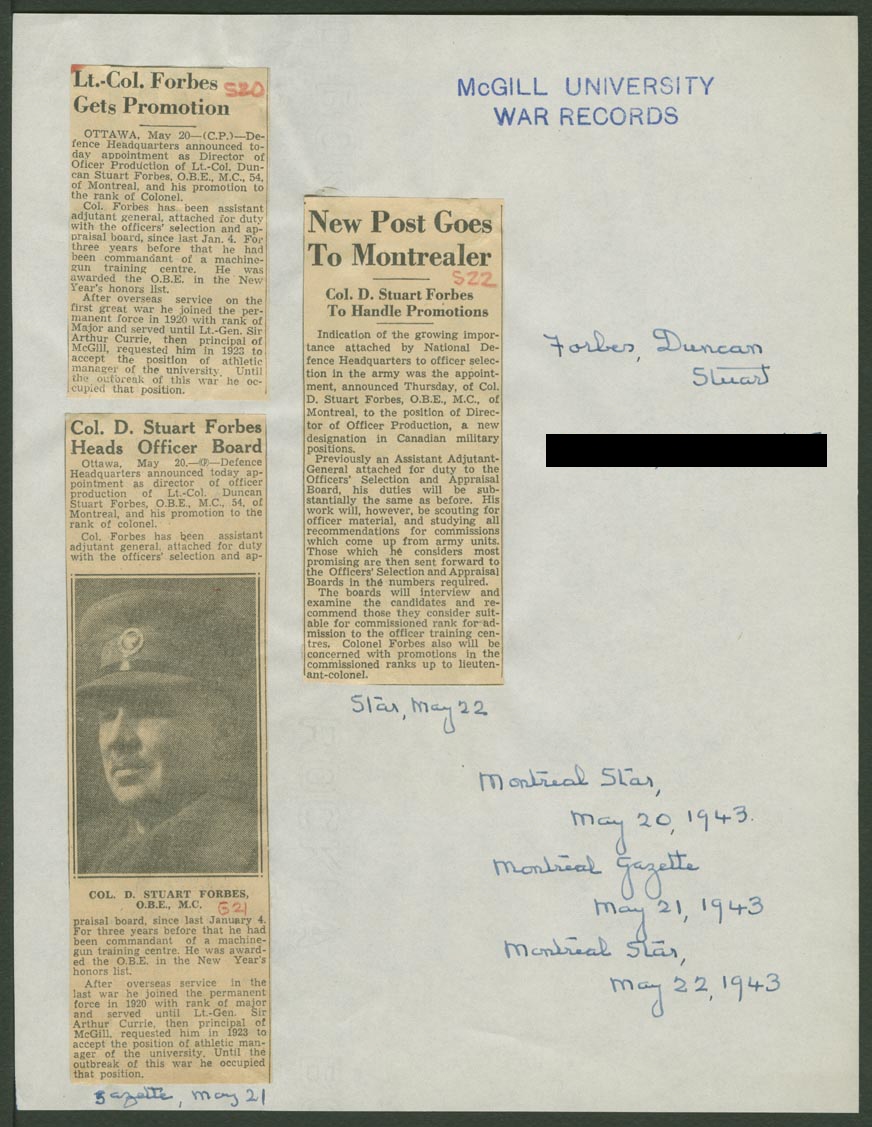 McGILL UNIVERSITY
WAR RECORDS
Lt.-Col. Forbes
Gets Promotion
S20
OTTAWA, May 20—(C.P.)—De-
fence Headquarters announced to-
day appointment as Director of
Oficer Production of Lt.-Col. Dun-
can Stuart Forbes, O.B.E., M.C., 54,
of Montreal, and his promotion to
the rank of Colonel.
Col. Forbes has been assistant
adjutant general, attached for duty
with the officers' selection and ap-
praisal board, since last Jan. 4. For
three years before that he had
been commandant of a machine-
gun training centre. He was
awarded the O.B.E. in the New
Year's honors list.
After overseas service on the
first great war he joined the per-
manent force in 1920 with rank of
Major and served until Lt.-Gen. Sir
Arthur Currie, then principal of
McGill, requested him in 1923 to
accept the position of athletic
manager of the university. Until
the outbreak of this war he oc-
cupied that position.
Col. D. Stuart Forbes
Heads Officer Board
Ottawa, May 20.—(CP)—Defence
Headquarters announced today ap-
pointment as director of officer
production of Lt.-Col. Duncan
Stuart Forbes, O.B.E., M.C., 54, of
Montreal, and his promotion to the
rank of colonel.
Col. Forbes has been assistant
adjutant general, attached for duty
with the officers' selection and ap-
COL. D. STUART FORBES,
O.B.E., M.C.
G21
praisal board, since last January 4.
For three years before that he had
been commandant of a machine-
gun training centre. He was award-
ed the O.B.E. in the New Year's
honors list.
After overseas service in the
last war he joined the permanent
force in 1920 with rank of major
and served until Lt.-Gen. Sir
Arthur Currie, then principal of
McGill, requested him in 1923 to
accept the position of athletic man-
ager of the university. Until the
outbreak of this war he occupied
that position.
Gazette, May 21
New Post Goes
To Montrealer
S22
Col. D. Stuart Forbes
To Handle Promotions
Indication of the growing impor-
tance attached by National De-
fence Headquarters to officer selec-
tion in the army was the appoint-
ment, announced Thursday, of Col.
D. Stuart Forbes, O.B.E., M.C., of
Montreal, to the position of Direc-
tor of Officer Production, a new
designation in Canadian military
positions.
Previously an Assistant Adjutant-
General attached for duty to the
Officers' Selection and Appraisal
Board, his duties will be sub-
stantially the same as before. His
work will, however, be scouting for
officer material, and studying all
recommendations for commissions
which come up from army units.
Those which he considers most
promising are then sent forward to
the Officers' Selection and Appraisal
Boards in the numbers required.
The boards will interview and
examine the candidates and re-
commend those they consider suit-
able for commissioned rank for ad-
mission to the officer training cen-
tres. Colonel Forbes also will be
concerned with promotions in the
commissioned ranks up to lieuten-
ant-colonel.
Star, May 22
Forbes, Duncan
Stuart
Montreal Star,
May 20, 1943.
Montreal Gazette
May 21, 1943
Montreal Star,
May 22, 1943